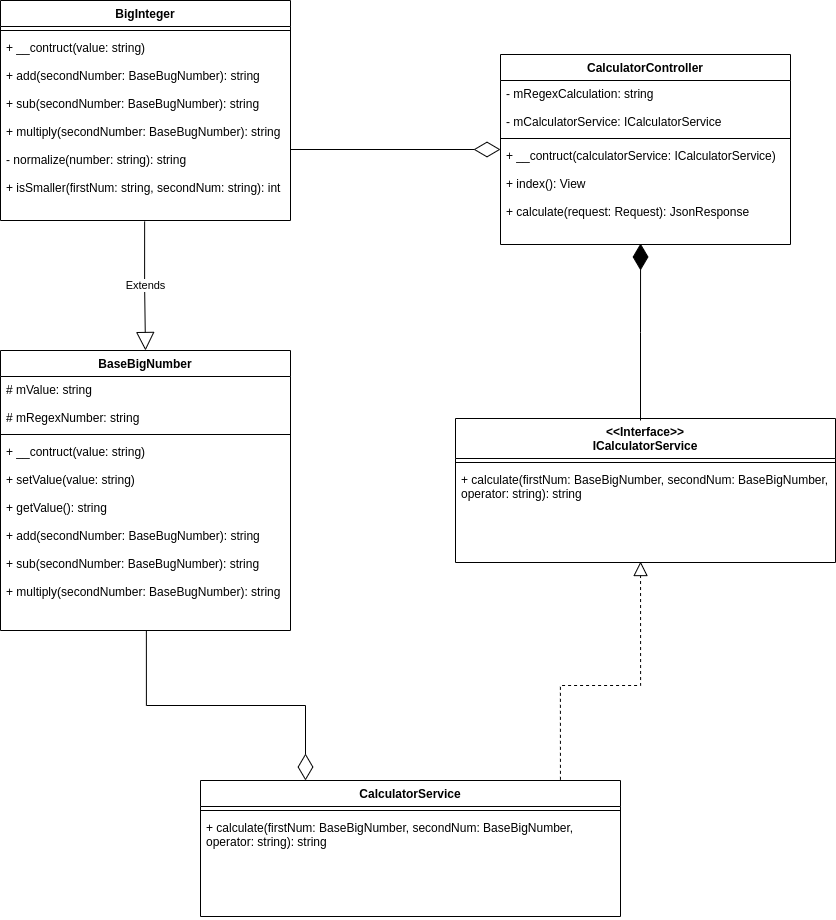 BigInteger
+ __contruct(value: string)
+ add(secondNumber: BaseBugNumber): string
+ sub(secondNumber: BaseBugNumber): string
+ multiply(secondNumber: BaseBugNumber): string
- normalize(number: string): string
+ isSmaller(firstNum: string, secondNum: string): int
CalculatorController
- mRegexCalculation: string
- mCalculatorService: ICalculatorService
+ __contruct(calculatorService: ICalculatorService)
+ index(): View
+ calculate(request: Request): JsonResponse
Extends
BaseBigNumber
# mValue: string
# mRegexNumber: string
+ __contruct(value: string)
+ setValue(value: string)
+ getValue(): string
+ add(secondNumber: BaseBugNumber): string
+ sub(secondNumber: BaseBugNumber): string
+ multiply(secondNumber: BaseBugNumber): string
<<Interface>>
ICalculatorService
+ calculate(firstNum: BaseBigNumber, secondNum: BaseBigNumber,
operator: string): string
CalculatorService
+ calculate(firstNum: BaseBigNumber, secondNum: BaseBigNumber,
operator: string): string